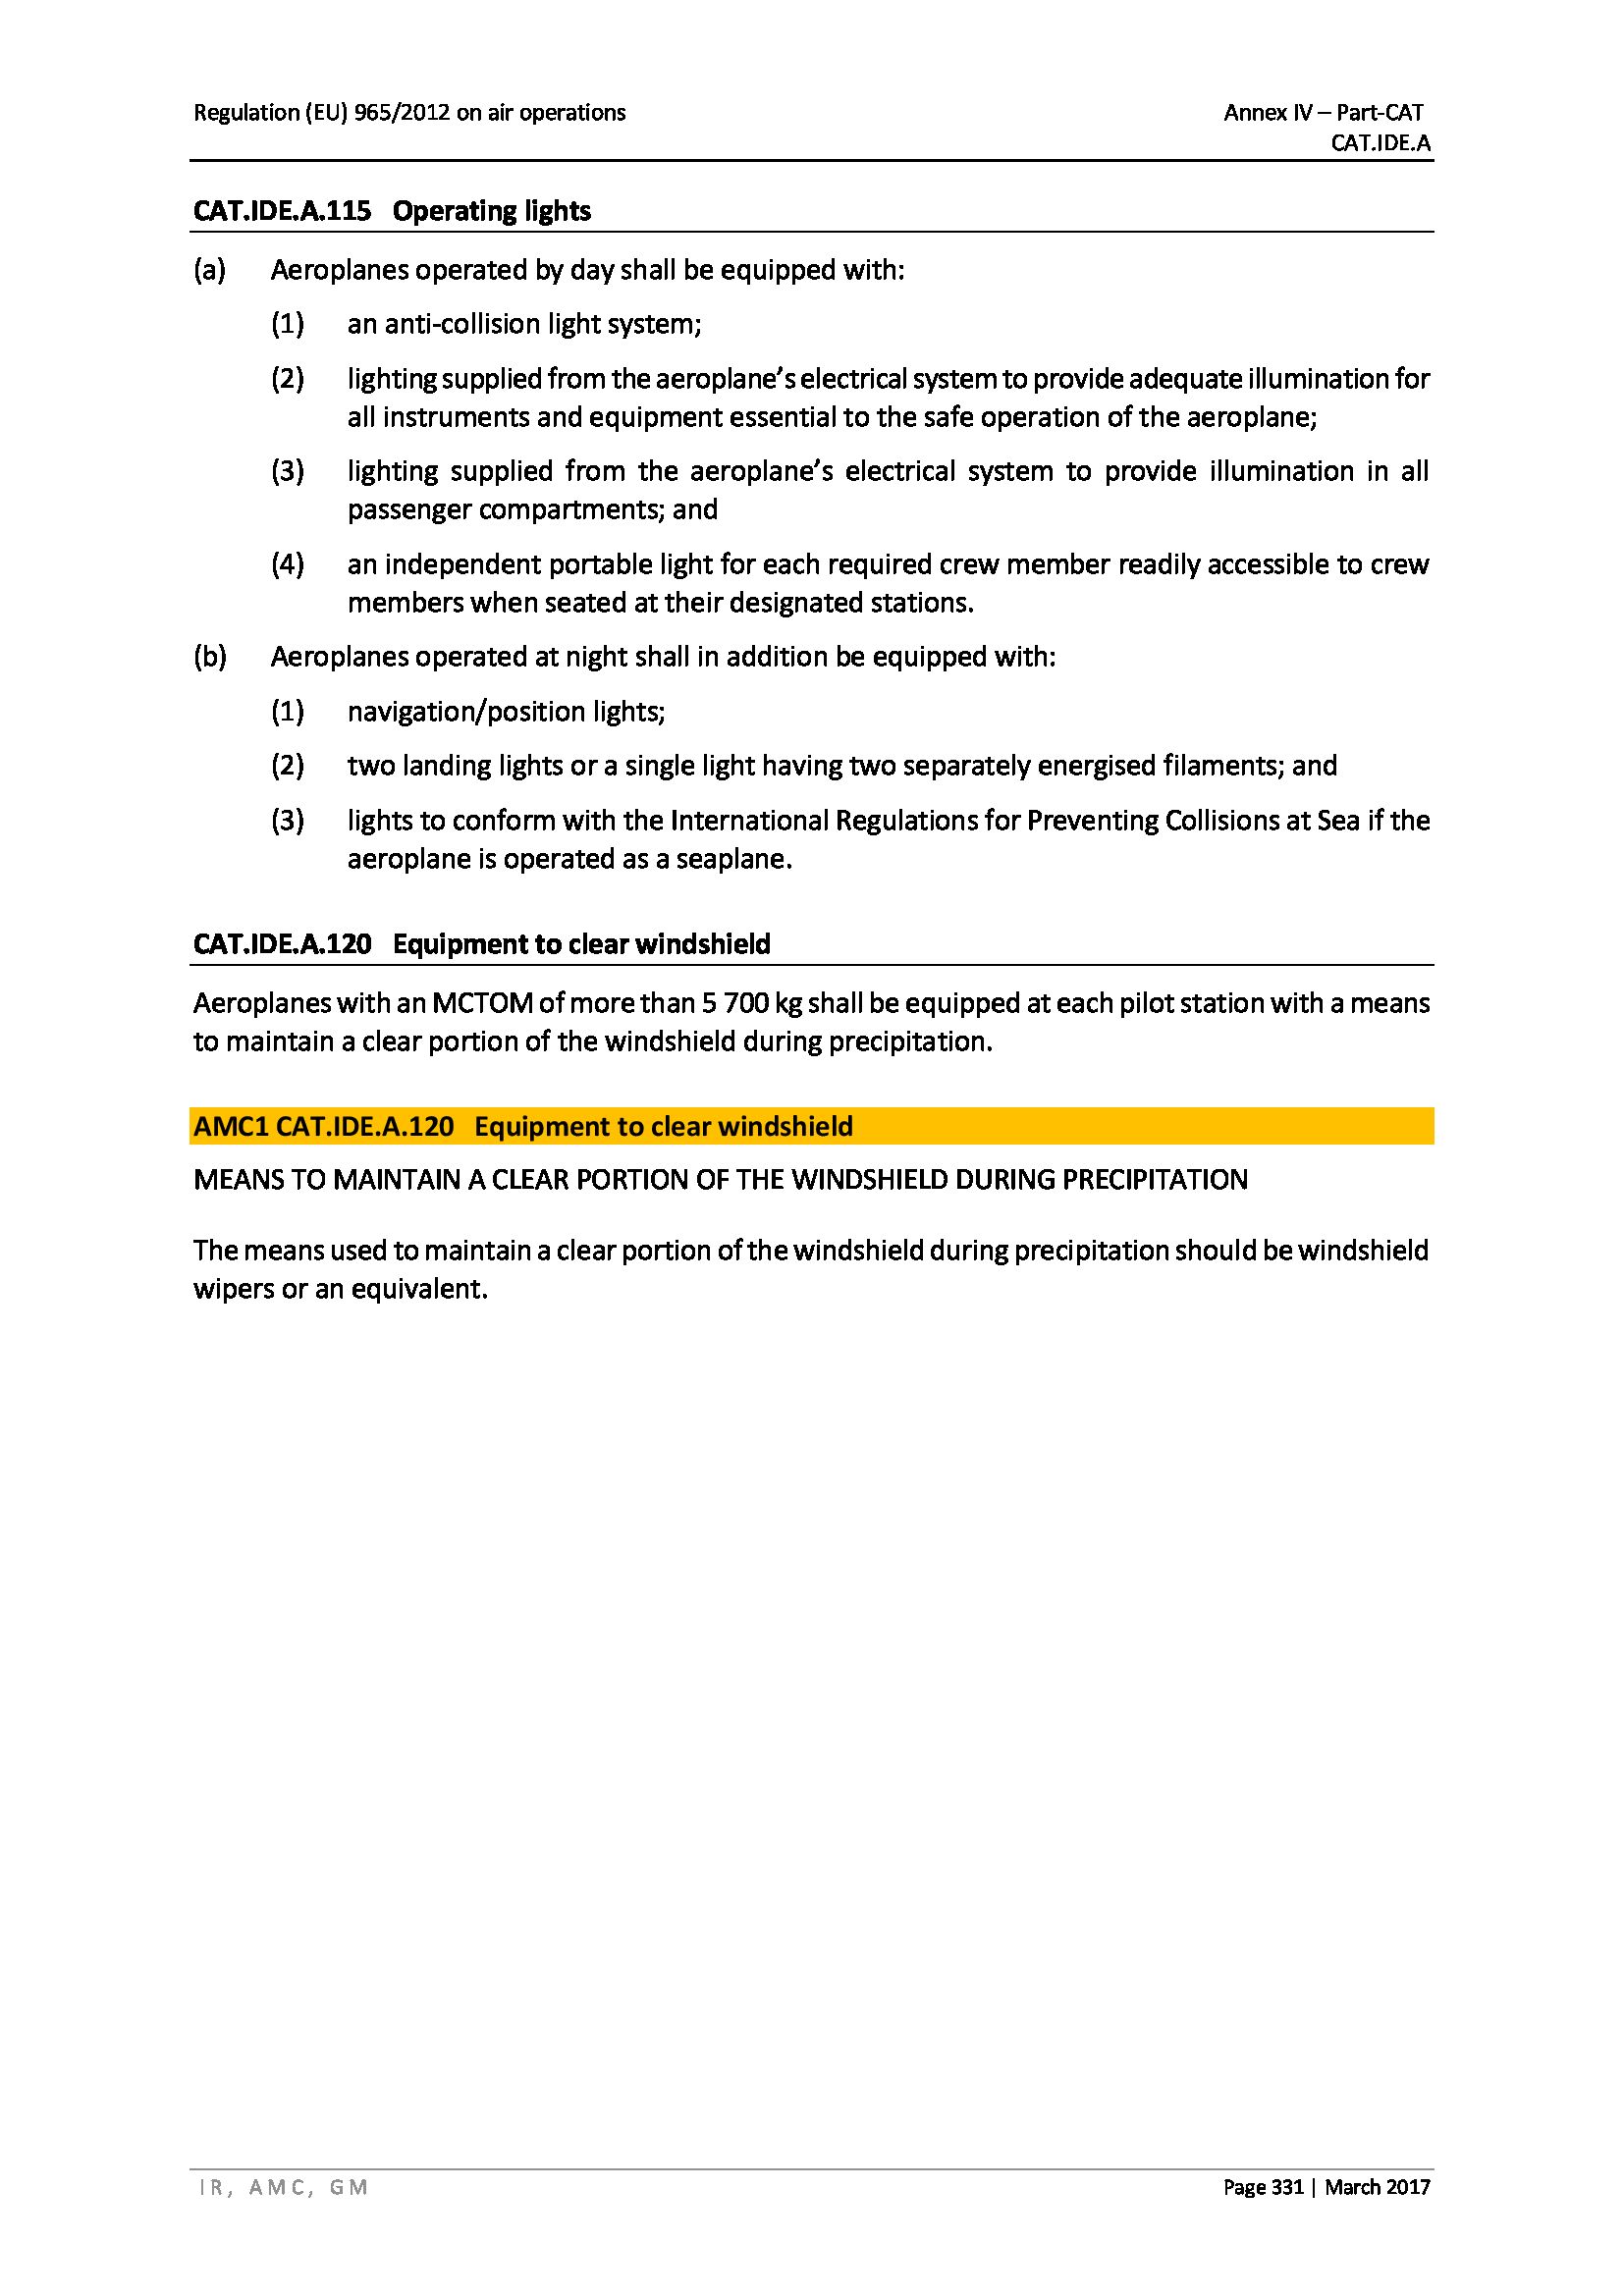 Regulation (EU) 965/2012 on air operations
Annex IV – Part-CAT
CAT.IDE.A
CAT.IDE.A.115 Operating lights
(a) Aeroplanes operated by day shall be equipped with:
(1) an anti-collision light system;
(2) lighting supplied from the aeroplane’s electrical system to provide adequate illumination for
all instruments and equipment essential to the safe operation of the aeroplane;
(3) lighting supplied from the aeroplane’s electrical system to provide illumination in all
passenger compartments; and
(4) an independent portable light for each required crew member readily accessible to crew
members when seated at their designated stations.
(b) Aeroplanes operated at night shall in addition be equipped with:
(1) navigation/position lights;
(2) two landing lights or a single light having two separately energised filaments; and
(3) lights to conform with the International Regulations for Preventing Collisions at Sea if the
aeroplane is operated as a seaplane.
CAT.IDE.A.120 Equipment to clear windshield
Aeroplanes with an MCTOM of more than 5 700 kg shall be equipped at each pilot station with a means
to maintain a clear portion of the windshield during precipitation.
AMC1 CAT.IDE.A.120 Equipment to clear windshield
MEANS TO MAINTAIN A CLEAR PORTION OF THE WINDSHIELD DURING PRECIPITATION
The means used to maintain a clear portion of the windshield during precipitation should be windshield
wipers or an equivalent.
IR, AMC, GM
Page 331 | March 2017